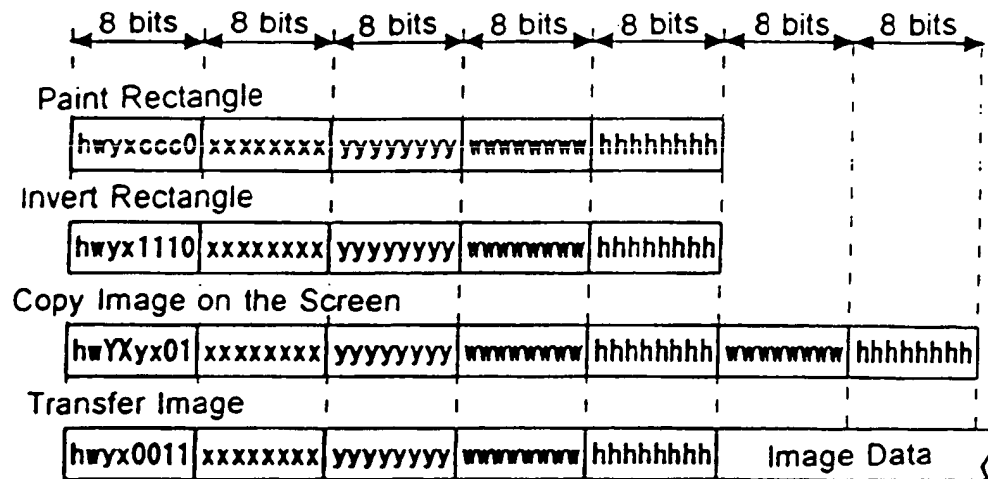 8 bits 8 bits 8 bits 8 bits 8 bits 8 bits 8 bits
Paint Rectangle
hwyxccc0 xxxxxxxx yyyyyyyy wwwwwwww hhhhhhhh
Invert Rectangle
hwyx1110 xxxxxxxx yyyyyyyy wwwwwwww hhhhhhhh
Copy Image on the Screen
hwYXyx01 xxxxxxxx yyyyyyyy wwwwwwww hhhhhhhh wwwwwwww hhhhhhhh
Transfer Image
hwyx0011 xxxxxxxx yyyyyyyy wwwwwwww hhhhhhhh Image Data